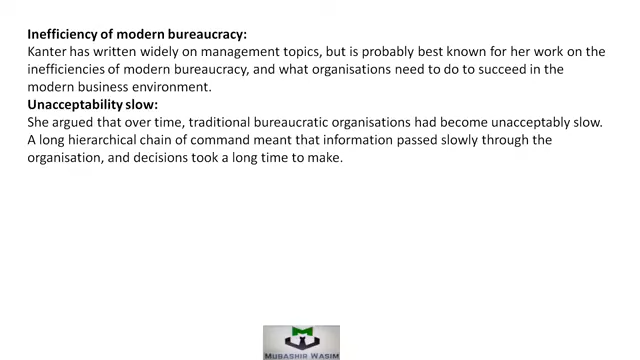 Inefficiency of modern bureaucracy:
Kanter has written widely on management topics, but is probably best known for her work on the
inefficiencies of modern bureaucracy, and what organisations need to do to succeed in the
modern business environment.
Unacceptability slow:
She argued that over time, traditional bureaucratic organisations had become unacceptably slow.
A long hierarchical chain of command meant that information passed slowly through the
organisation, and decisions took a long time to make.
MUBASHIR WASIM